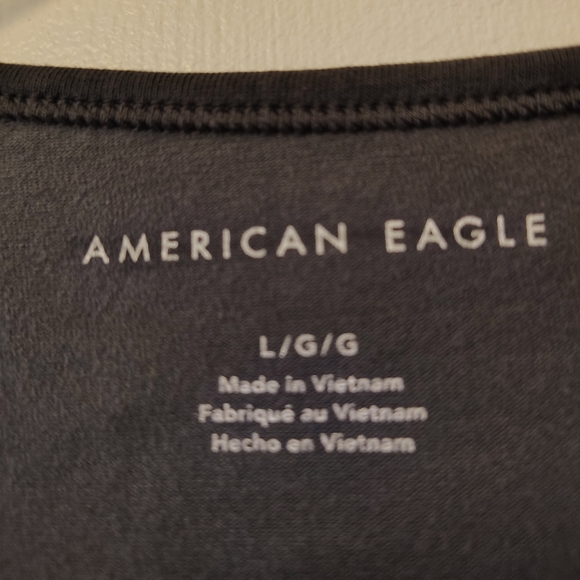 AMERICAN EAGLE
L/G/G
Made in Vietnam
Fabriqué au Vietnam
Hecho en Vietnam